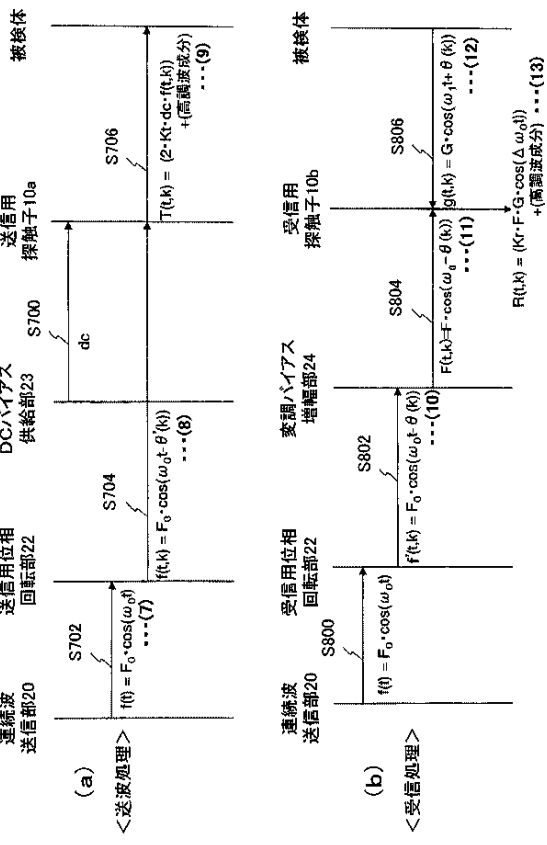 (a)
<送波処理>
連続波
送信部20
送信用位相
回転部22
DCバイアス
供給部23
送信用
探触子10a
被検体
S702
f(t) = F₀・cos(ω₀t)
・・・(7)
S704
f(t,k) = F₀・cos(ω₀t-θ'(k))
・・・(8)
S700
dc
S706
T(t,k) = (2・Kt・dc・f(t,k))
+(高調波成分)
・・・(9)
(b)
<受信処理>
連続波
送信部20
受信用位相
回転部22
変調バイアス
増幅部24
受信用
探触子10b
被検体
S800
f(t) = F₀・cos(ω₀t)
S802
f'(t,k) = F₀・cos(ω₀t-θ(k))
・・・(10)
S804
F(t,k)=F・cos(ω₀-θ(k))
・・・(11)
S806
g(t,k) = G・cos(ω₁t+θ(k))
・・・(12)
R(t,k) = (Kr・F・G・cos(Δω₀t))
+(高調波成分) ・・・(13)